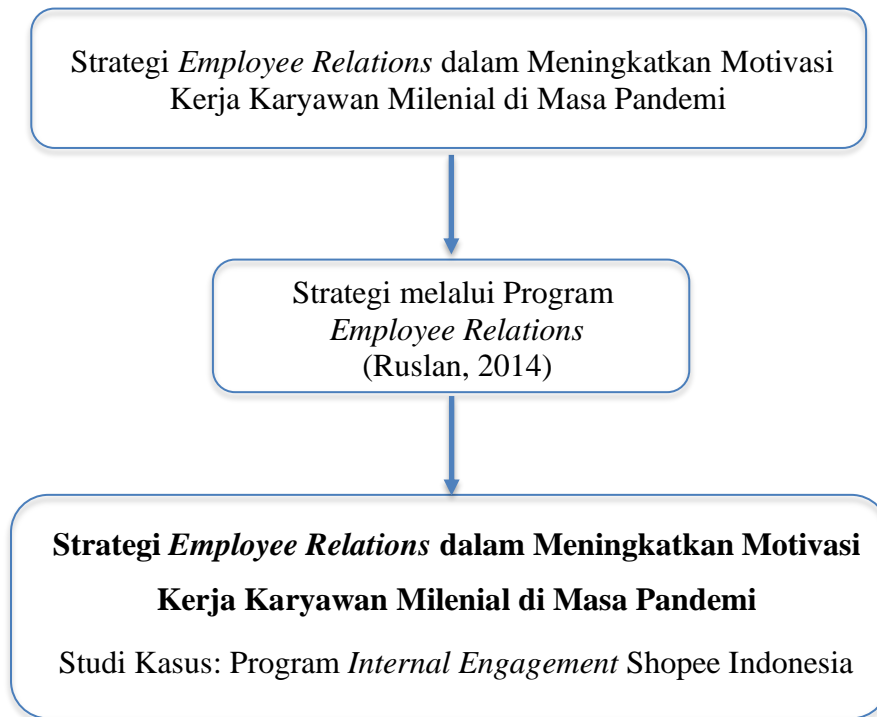 Strategi Employee Relations dalam Meningkatkan Motivasi
Kerja Karyawan Milenial di Masa Pandemi
Strategi melalui Program
Employee Relations
(Ruslan, 2014)
Strategi Employee Relations dalam Meningkatkan Motivasi
Kerja Karyawan Milenial di Masa Pandemi
Studi Kasus: Program Internal Engagement Shopee Indonesia